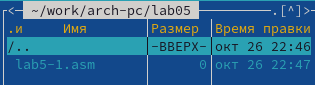 ~/work/arch-pc/lab05 .[^]>
.и Имя Размер Время правки
/.. -ВВЕРХ- окт 26 22:46
lab5-1.asm 0 окт 26 22:47